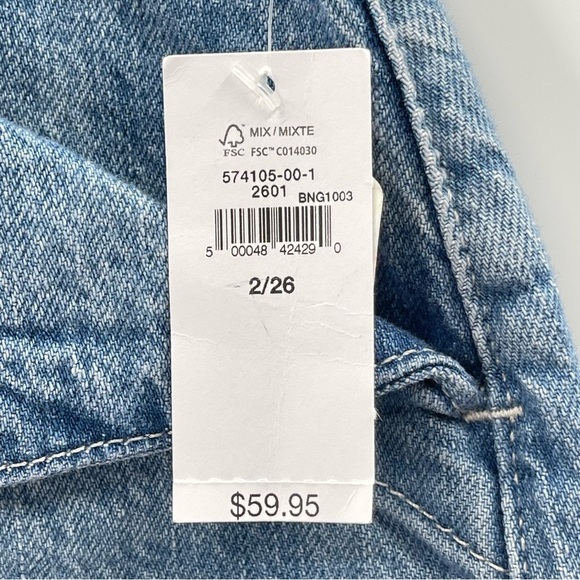 MIX / MIXTE
FSC FSC™ C014030
574105-00-1
2601 BNG1003
5 00048 42429 0
2/26
$59.95